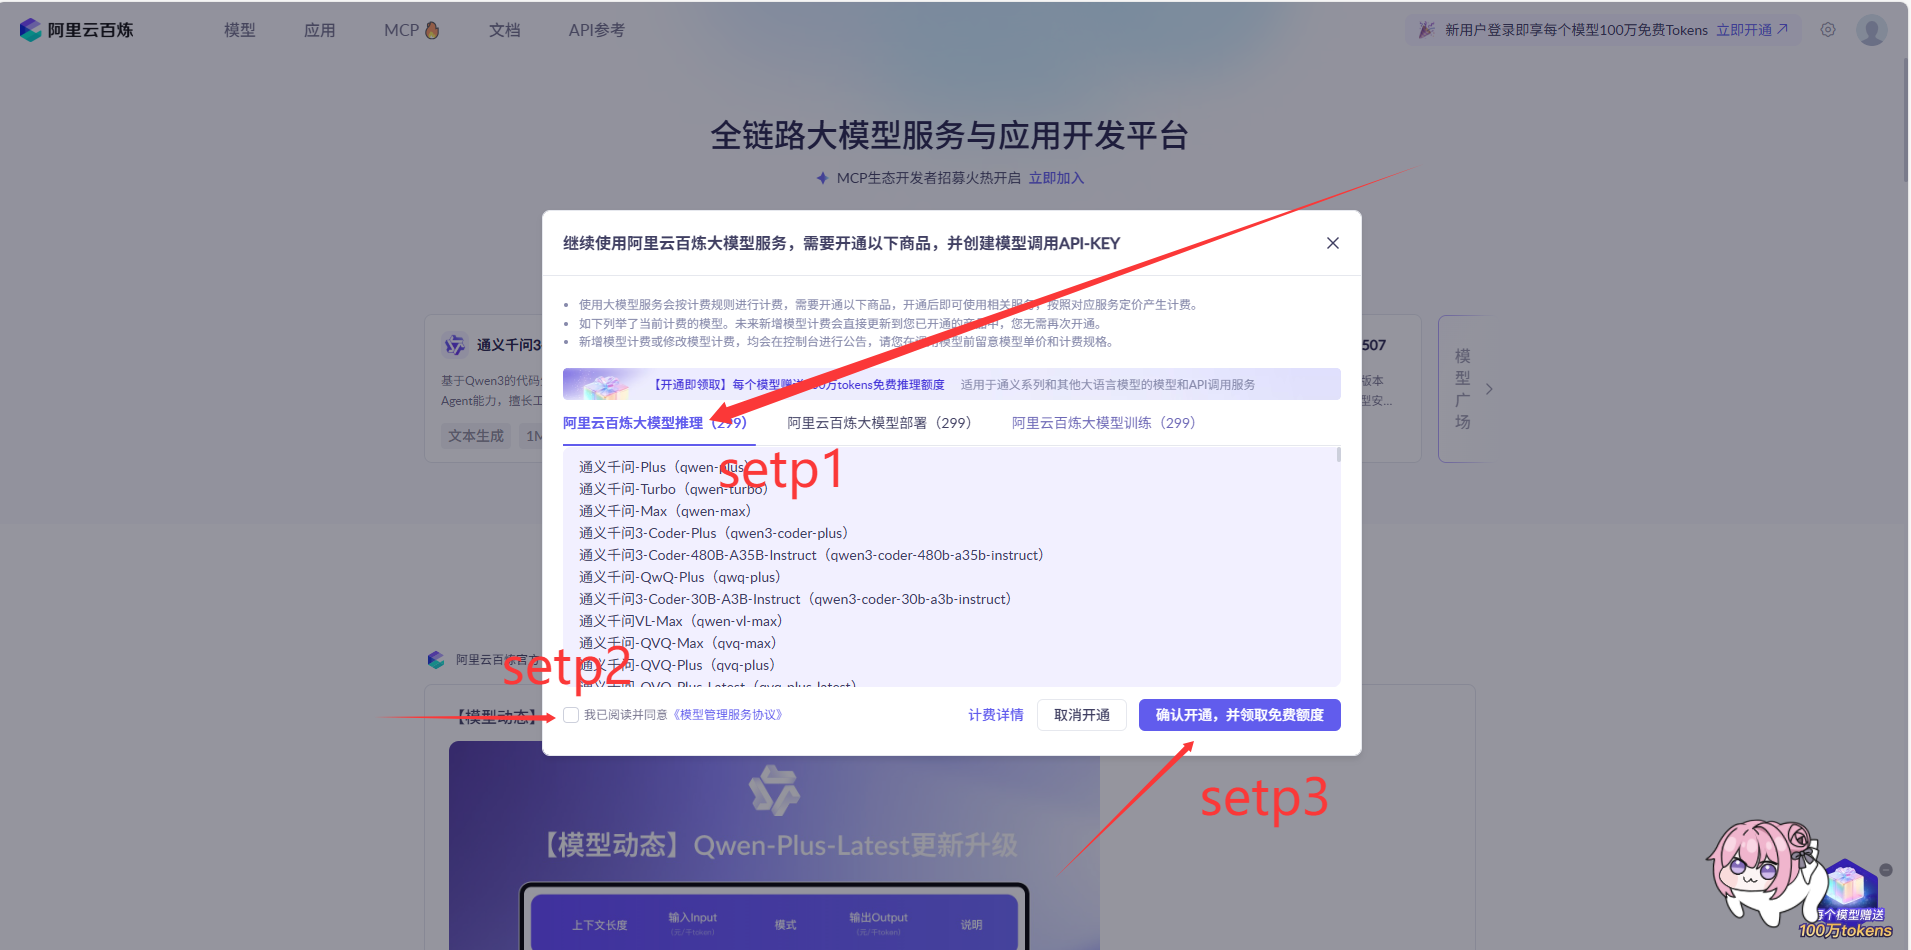 阿里云百炼
模型
应用
MCP
文档
API参考
新用户登录即享每个模型100万免费Tokens 立即开通
全链路大模型服务与应用开发平台
MCP生态开发者招募火热开启 立即加入
继续使用阿里云百炼大模型服务，需要开通以下商品，并创建模型调用API-KEY
使用大模型服务会按计费规则进行计费，需要开通以下商品，开通后即可使用相关服务，按照对应服务定价产生计费。
如下列举了当前计费的模型。未来新增模型计费会直接更新到您已开通的商品中，您无需再次开通。
新增模型计费或修改模型计费，均会在控制台进行公告，请您在调用模型前留意模型单价和计费规格。
【开通即领取】每个模型赠送100万tokens免费推理额度 适用于通义系列和其他大语言模型的模型和API调用服务
阿里云百炼大模型推理（299）
阿里云百炼大模型部署（299）
阿里云百炼大模型训练（299）
setp1
通义千问-Plus（qwen-plus）
通义千问-Turbo（qwen-turbo）
通义千问-Max（qwen-max）
通义千问3-Coder-Plus（qwen3-coder-plus）
通义千问3-Coder-480B-A35B-Instruct（qwen3-coder-480b-a35b-instruct）
通义千问-QwQ-Plus（qwq-plus）
通义千问3-Coder-30B-A3B-Instruct（qwen3-coder-30b-a3b-instruct）
通义千问VL-Max（qwen-vl-max）
通义千问-QVQ-Max（qvq-max）
通义千问-QVQ-Plus（qvq-plus）
通义千问-QVQ-Plus-Latest（qvq-plus-latest）
setp2
我已阅读并同意《模型管理服务协议》
计费详情
取消开通
确认开通，并领取免费额度
setp3
通义千问3
基于Qwen3的代码
Agent能力，擅长工
文本生成
1M
507
版本
型安...
模型广场
阿里云百炼官方
【模型动态】
【模型动态】Qwen-Plus-Latest更新升级
上下文长度
输入Input
(元/千token)
模式
输出Output
(元/千token)
说明
每个模型赠送
100万tokens